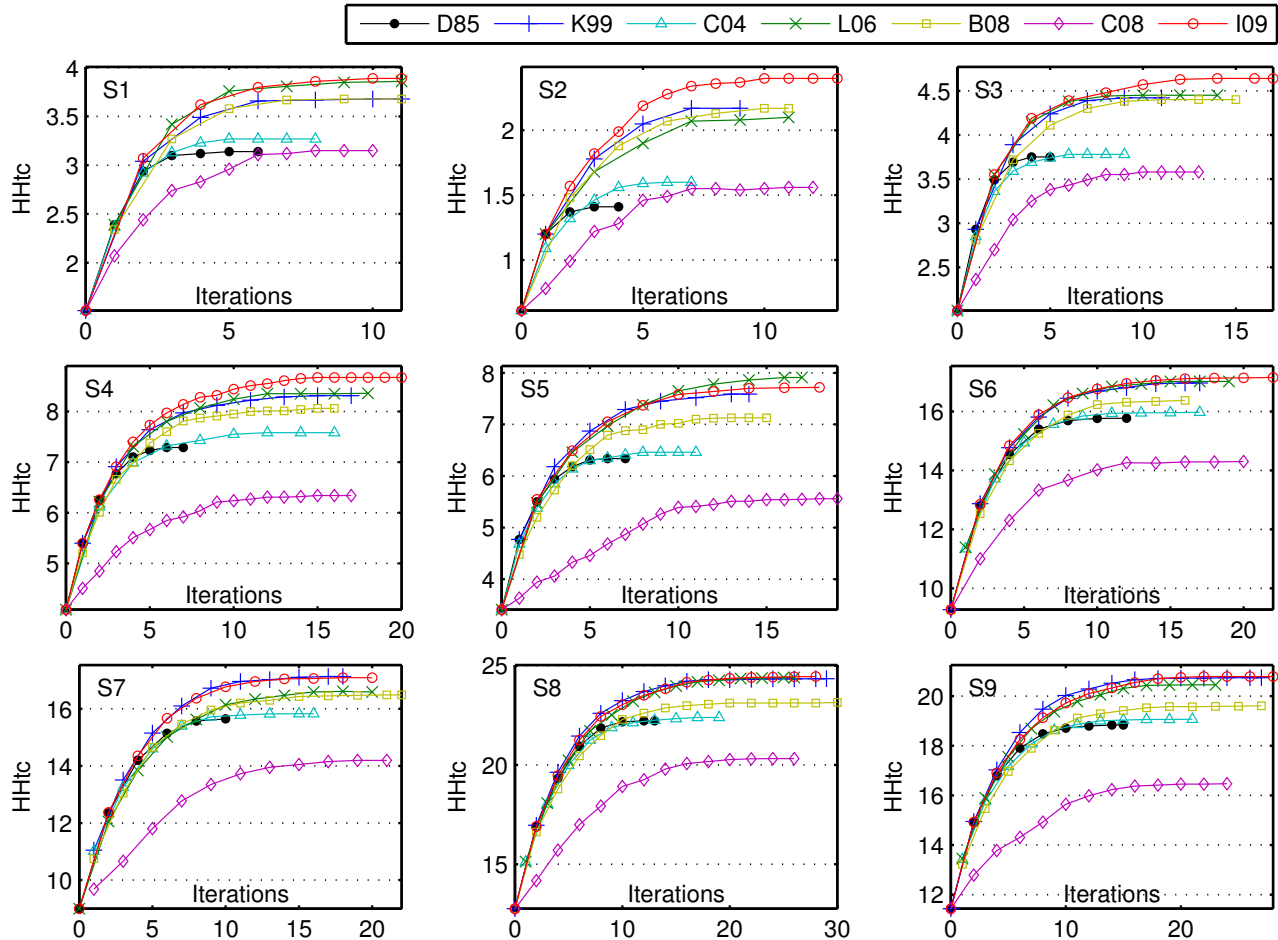 D85 K99 C04 L06 B08 C08 I09
S1
HHtc
4
3.5
3
2.5
2
Iterations
0 5 10
S2
HHtc
2
1.5
1
Iterations
0 5 10
S3
HHtc
4.5
4
3.5
3
2.5
Iterations
0 5 10 15
S4
HHtc
8
7
6
5
Iterations
0 5 10 15 20
S5
HHtc
8
7
6
5
4
Iterations
0 5 10 15
S6
HHtc
16
14
12
10
Iterations
0 5 10 15 20
S7
HHtc
16
14
12
10
9
Iterations
0 5 10 15 20
S8
HHtc
25
20
15
Iterations
0 10 20 30
S9
HHtc
20
18
16
14
12
Iterations
0 10 20